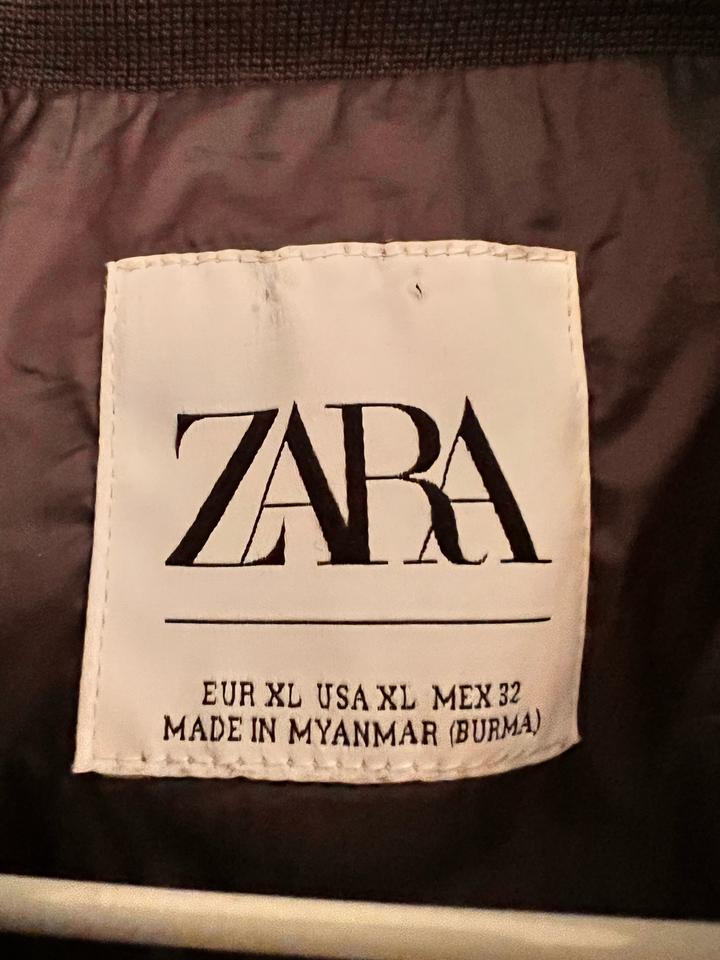 ZARA
EUR XL USA XL MEX 32
MADE IN MYANMAR (BURMA)